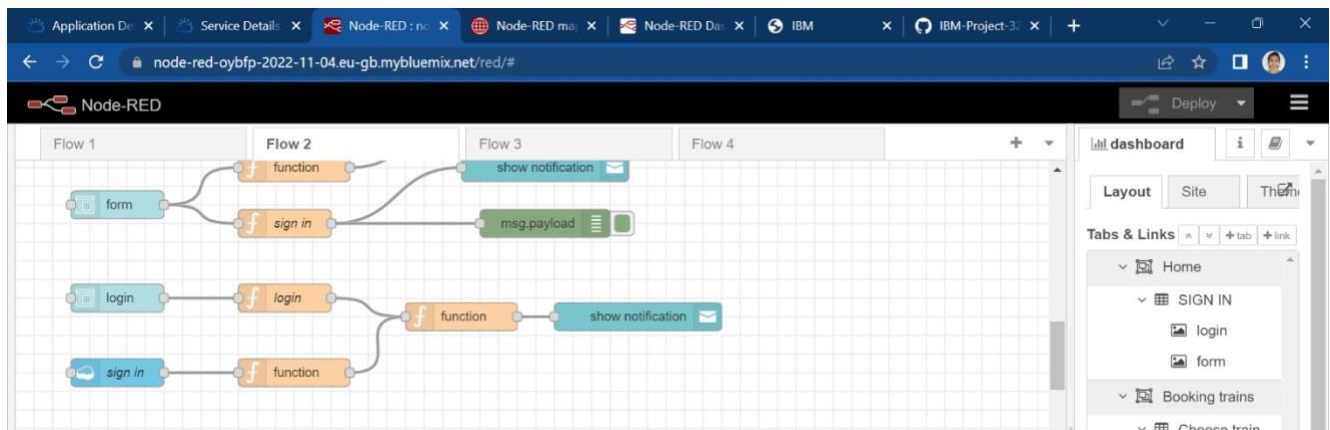 Application De Service Details Node-RED : no Node-RED ma Node-RED Das IBM IBM-Project-32
node-red-oybfp-2022-11-04.eu-gb.mybluemix.net/red/#
Node-RED Deploy
Flow 1 Flow 2 Flow 3 Flow 4 dashboard i
function show notification
form Layout Site
sign in msg.payload
Tabs & Links tab link
Home
login login SIGN IN
function show notification login
form
sign in function
Booking trains
Choose train